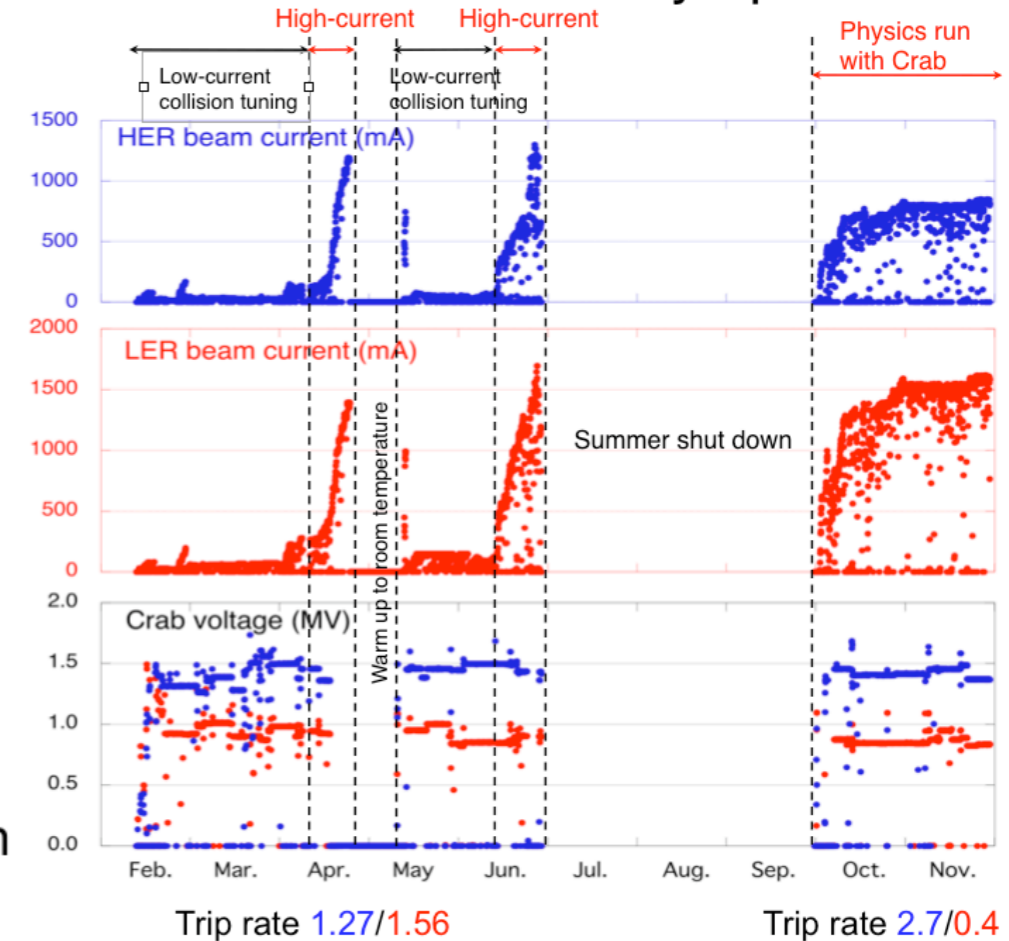 High-current High-current
Physics run
with Crab
Low-current
collision tuning
Low-current
collision tuning
HER beam current (mA)
1500
1000
500
0
LER beam current (mA)
2000
1500
1000
500
0
Warm up to room temperature
Summer shut down
Crab voltage (MV)
2.0
1.5
1.0
0.5
0.0
Feb. Mar. Apr. May Jun. Jul. Aug. Sep. Oct. Nov.
Trip rate 1.27/1.56 Trip rate 2.7/0.4